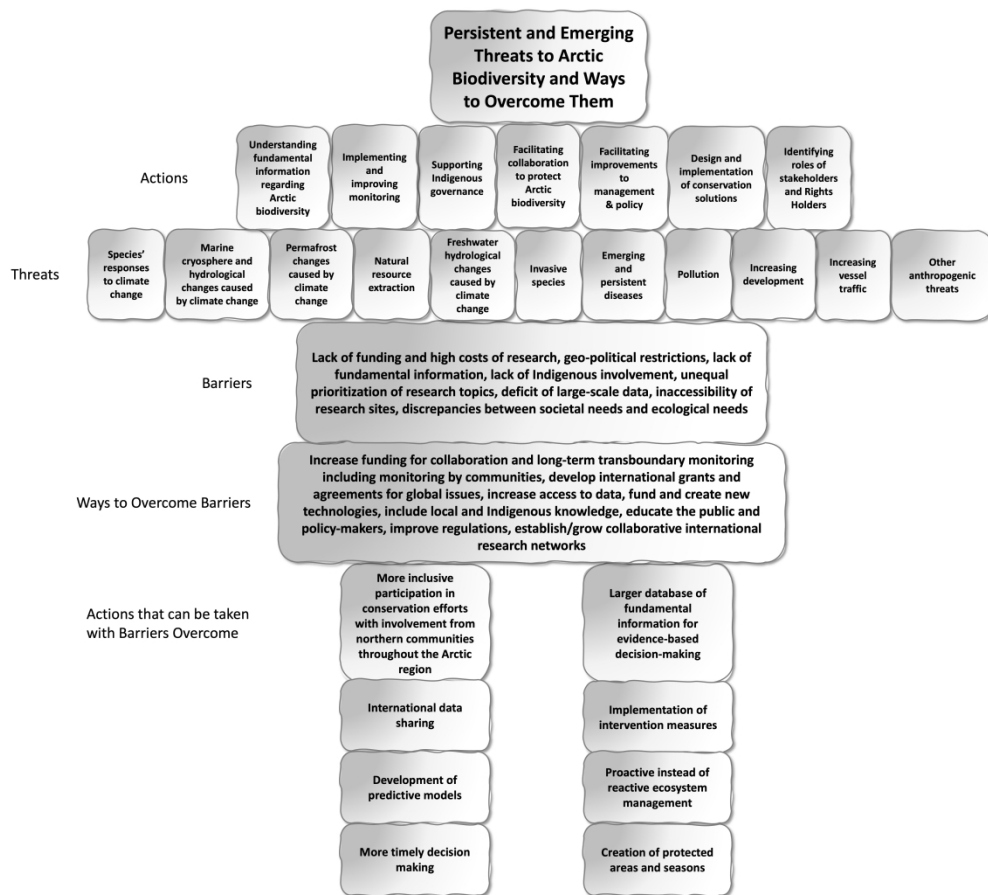 Persistent and Emerging
Threats to Arctic
Biodiversity and Ways
to Overcome Them
Actions
Understanding
fundamental
information
regarding
Arctic
biodiversity
Implementing
and
improving
monitoring
Supporting
Indigenous
governance
Facilitating
collaboration
to protect
Arctic
biodiversity
Facilitating
improvements
to
management
& policy
Design and
implementation
of conservation
solutions
Identifying
roles of
stakeholders
and Rights
Holders
Threats
Species'
responses
to climate
change
Marine
cryosphere and
hydrological
changes caused
by climate change
Permafrost
changes
caused by
climate
change
Natural
resource
extraction
Freshwater
hydrological
changes
caused by
climate
change
Invasive
species
Emerging
and
persistent
diseases
Pollution
Increasing
development
Increasing
vessel
traffic
Other
anthropogenic
threats
Barriers
Lack of funding and high costs of research, geo-political restrictions, lack of
fundamental information, lack of Indigenous involvement, unequal
prioritization of research topics, deficit of large-scale data, inaccessibility of
research sites, discrepancies between societal needs and ecological needs
Ways to Overcome Barriers
Increase funding for collaboration and long-term transboundary monitoring
including monitoring by communities, develop international grants and
agreements for global issues, increase access to data, fund and create new
technologies, include local and Indigenous knowledge, educate the public and
policy-makers, improve regulations, establish/grow collaborative international
research networks
Actions that can be taken
with Barriers Overcome
More inclusive
participation in
conservation efforts
with involvement from
northern communities
throughout the Arctic
region
Larger database of
fundamental
information for
evidence-based
decision-making
International data
sharing
Implementation of
intervention measures
Development of
predictive models
Proactive instead of
reactive ecosystem
management
More timely decision
making
Creation of protected
areas and seasons